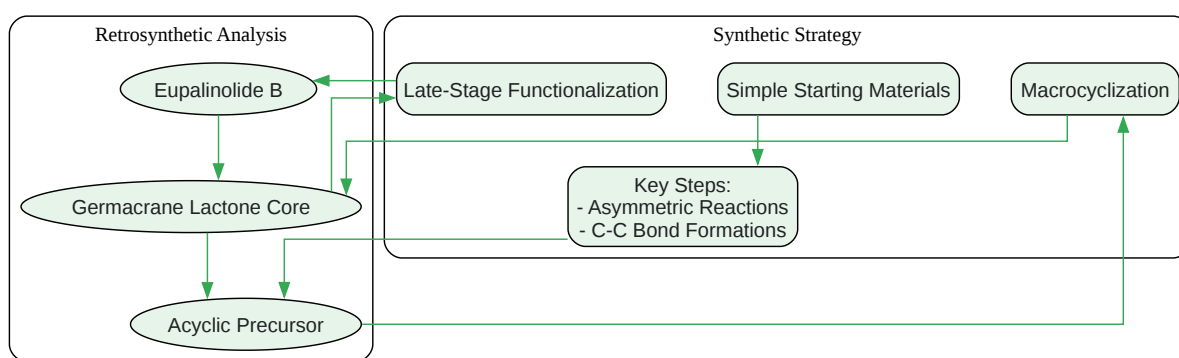 Retrosynthetic Analysis
Synthetic Strategy
Eupalinolide B
Late-Stage Functionalization
Simple Starting Materials
Macrocyclization
Germacrane Lactone Core
Key Steps:
- Asymmetric Reactions
- C-C Bond Formations
Acyclic Precursor